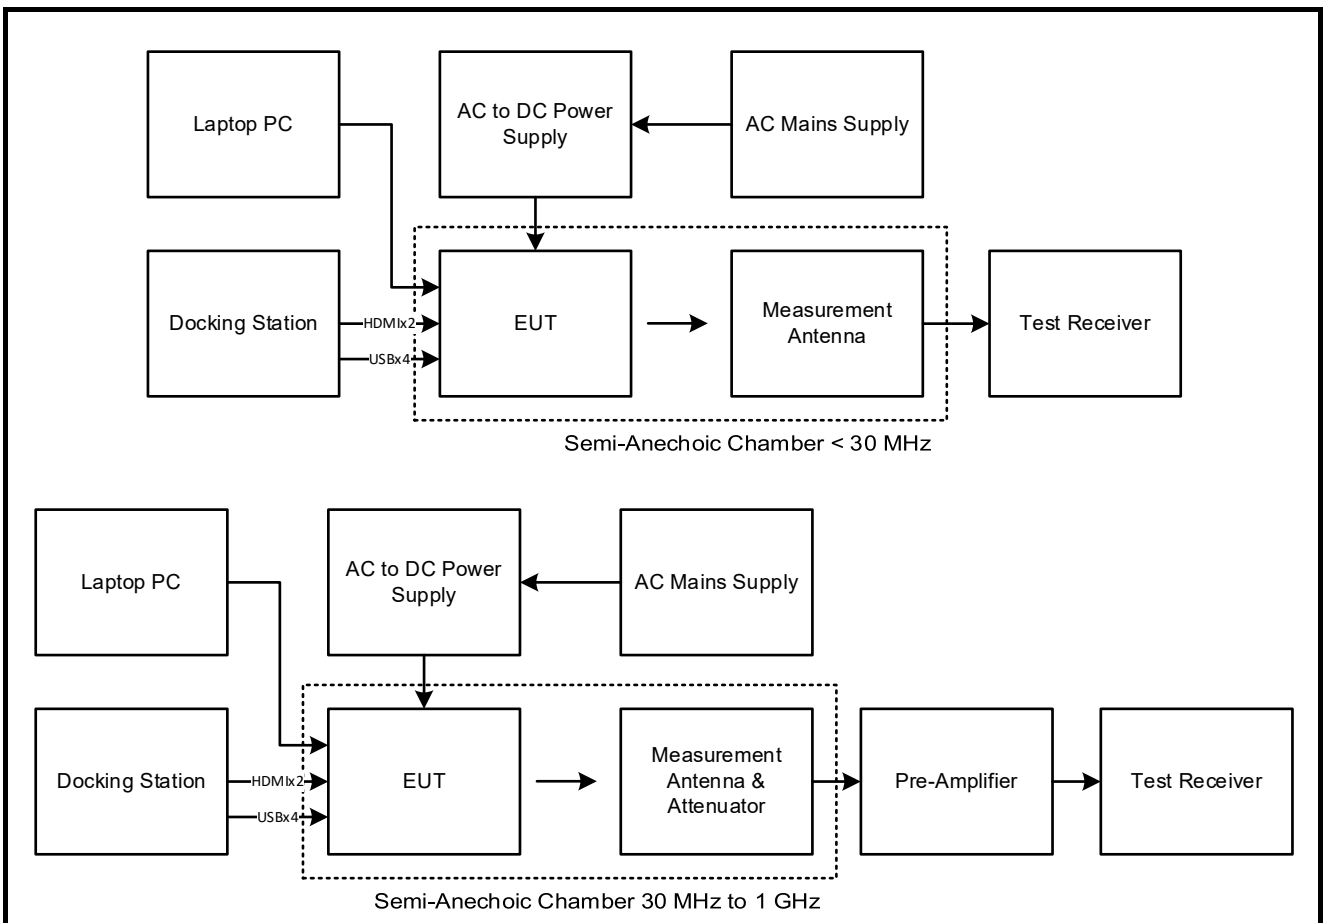 Laptop PC
AC to DC Power
Supply
AC Mains Supply
Docking Station
HDMIx2
USBx4
EUT
Measurement
Antenna
Test Receiver
Semi-Anechoic Chamber < 30 MHz
Laptop PC
AC to DC Power
Supply
AC Mains Supply
Docking Station
HDMIx2
USBx4
EUT
Measurement
Antenna &
Attenuator
Pre-Amplifier
Test Receiver
Semi-Anechoic Chamber 30 MHz to 1 GHz